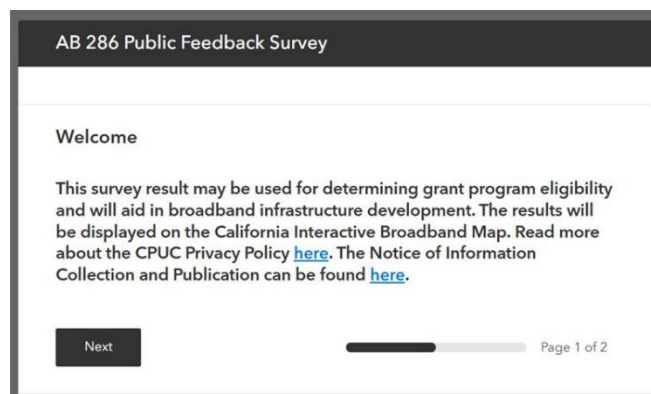 AB 286 Public Feedback Survey
Welcome
This survey result may be used for determining grant program eligibility
and will aid in broadband infrastructure development. The results will
be displayed on the California Interactive Broadband Map. Read more
about the CPUC Privacy Policy here. The Notice of Information
Collection and Publication can be found here.
Next
Page 1 of 2